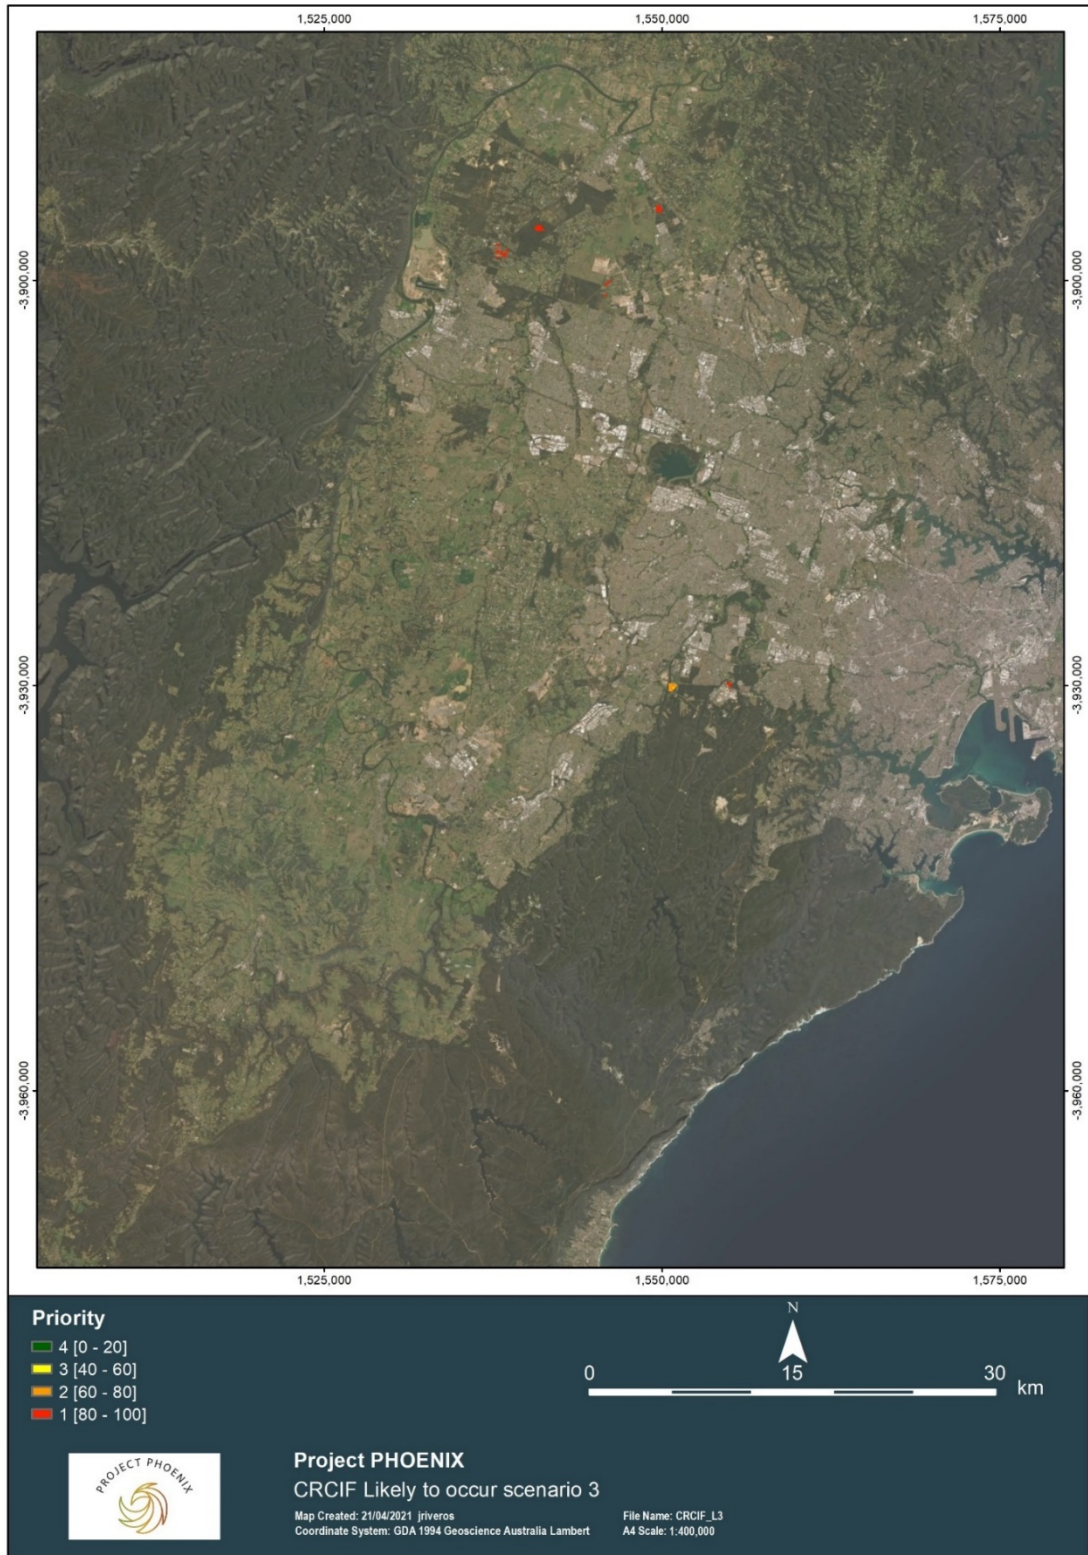 1,525,000 1,550,000 1,575,000
-3,900,000 -3,900,000
-3,930,000 -3,930,000
-3,960,000 -3,960,000
1,525,000 1,550,000 1,575,000
Priority
4 [0 - 20]
3 [40 - 60]
2 [60 - 80]
1 [80 - 100]
N
0 15 30 km
PROJECT PHOENIX
Project PHOENIX
CRCIF Likely to occur scenario 3
Map Created: 21/04/2021 jriveros File Name: CRCIF_L3
Coordinate System: GDA 1994 Geoscience Australia Lambert A4 Scale: 1:400,000